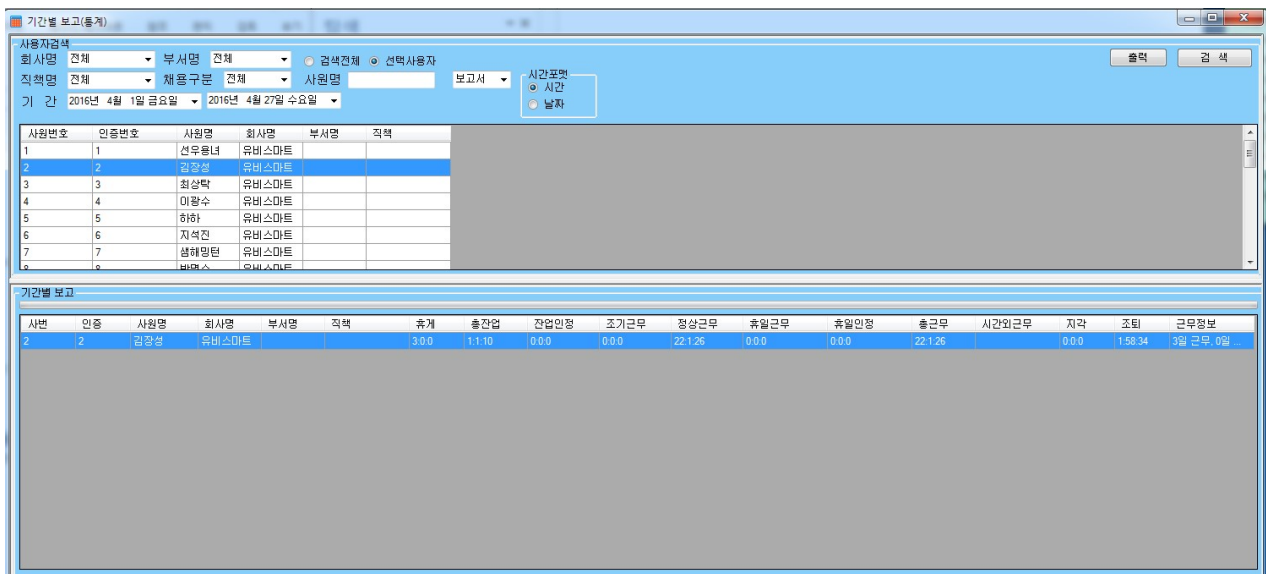 기간별 보고(통계)
사용자검색
회사명 전체 부서명 전체 검색전체 선택사용자 출력 검 색
직책명 전체 채용구분 전체 사원명 보고서 시간포맷
시간
기 간 2016년 4월 1일 금요일 2016년 4월 27일 수요일 날짜
사원번호 인증번호 사원명 회사명 부서명 직책
1 1 선우용녀 유비스마트
2 2 김장성 유비스마트
3 3 최상탁 유비스마트
4 4 이광수 유비스마트
5 5 하하 유비스마트
6 6 지석진 유비스마트
7 7 샘해밍턴 유비스마트
8 8 박명수 유비스마트
기간별 보고
사번 인증 사원명 회사명 부서명 직책 휴게 총잔업 잔업인정 조기근무 정상근무 휴일근무 휴일인정 총근무 시간외근무 지각 조퇴 근무정보
2 2 김장성 유비스마트 3:0:0 1:1:10 0:0:0 0:0:0 22:1:26 0:0:0 0:0:0 22:1:26 0:0:0 1:58:34 3일 근무, 0일 ...